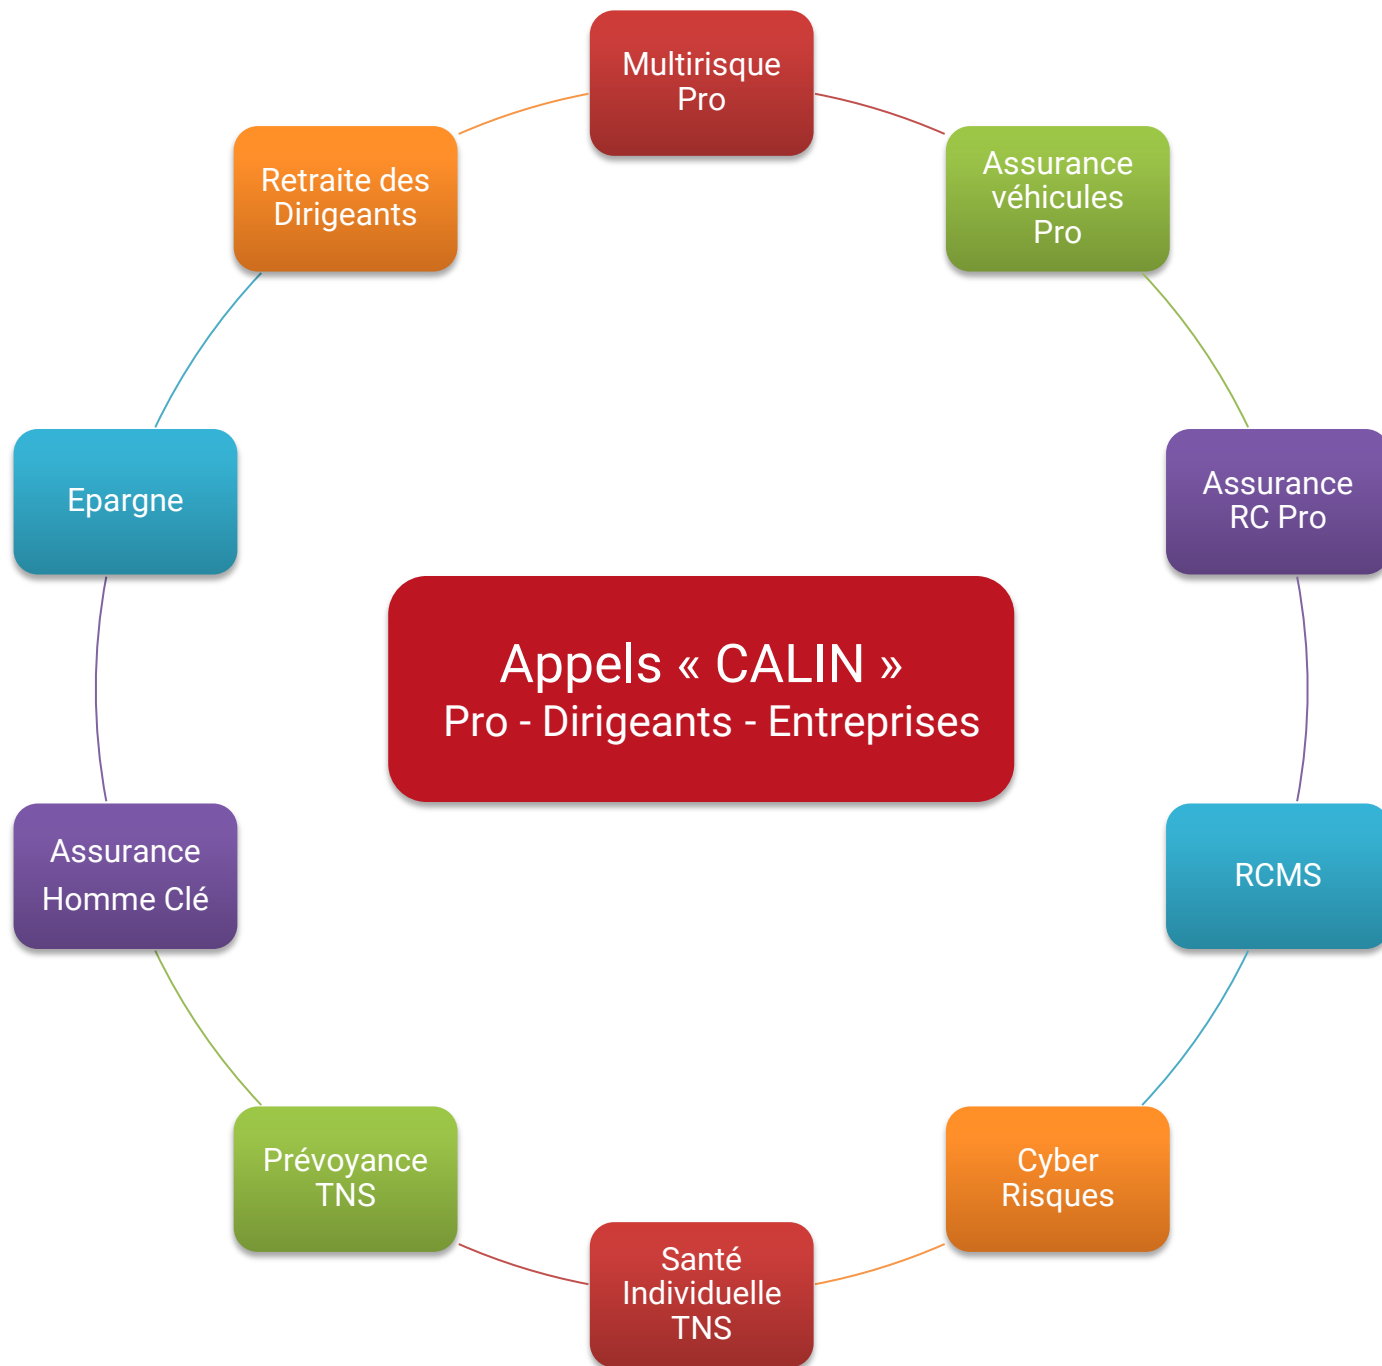 Multirisque
Pro
Assurance
véhicules
Pro
Assurance
RC Pro
RCMS
Cyber
Risques
Santé
Individuelle
TNS
Prévoyance
TNS
Assurance
Homme Clé
Epargne
Retraite des
Dirigeants
Appels « CALIN »
Pro - Dirigeants - Entreprises